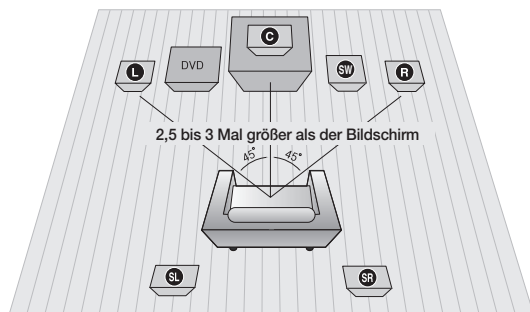 C
L
DVD
SW
R
2,5 bis 3 Mal größer als der Bildschirm
45° 45°
SL
SR